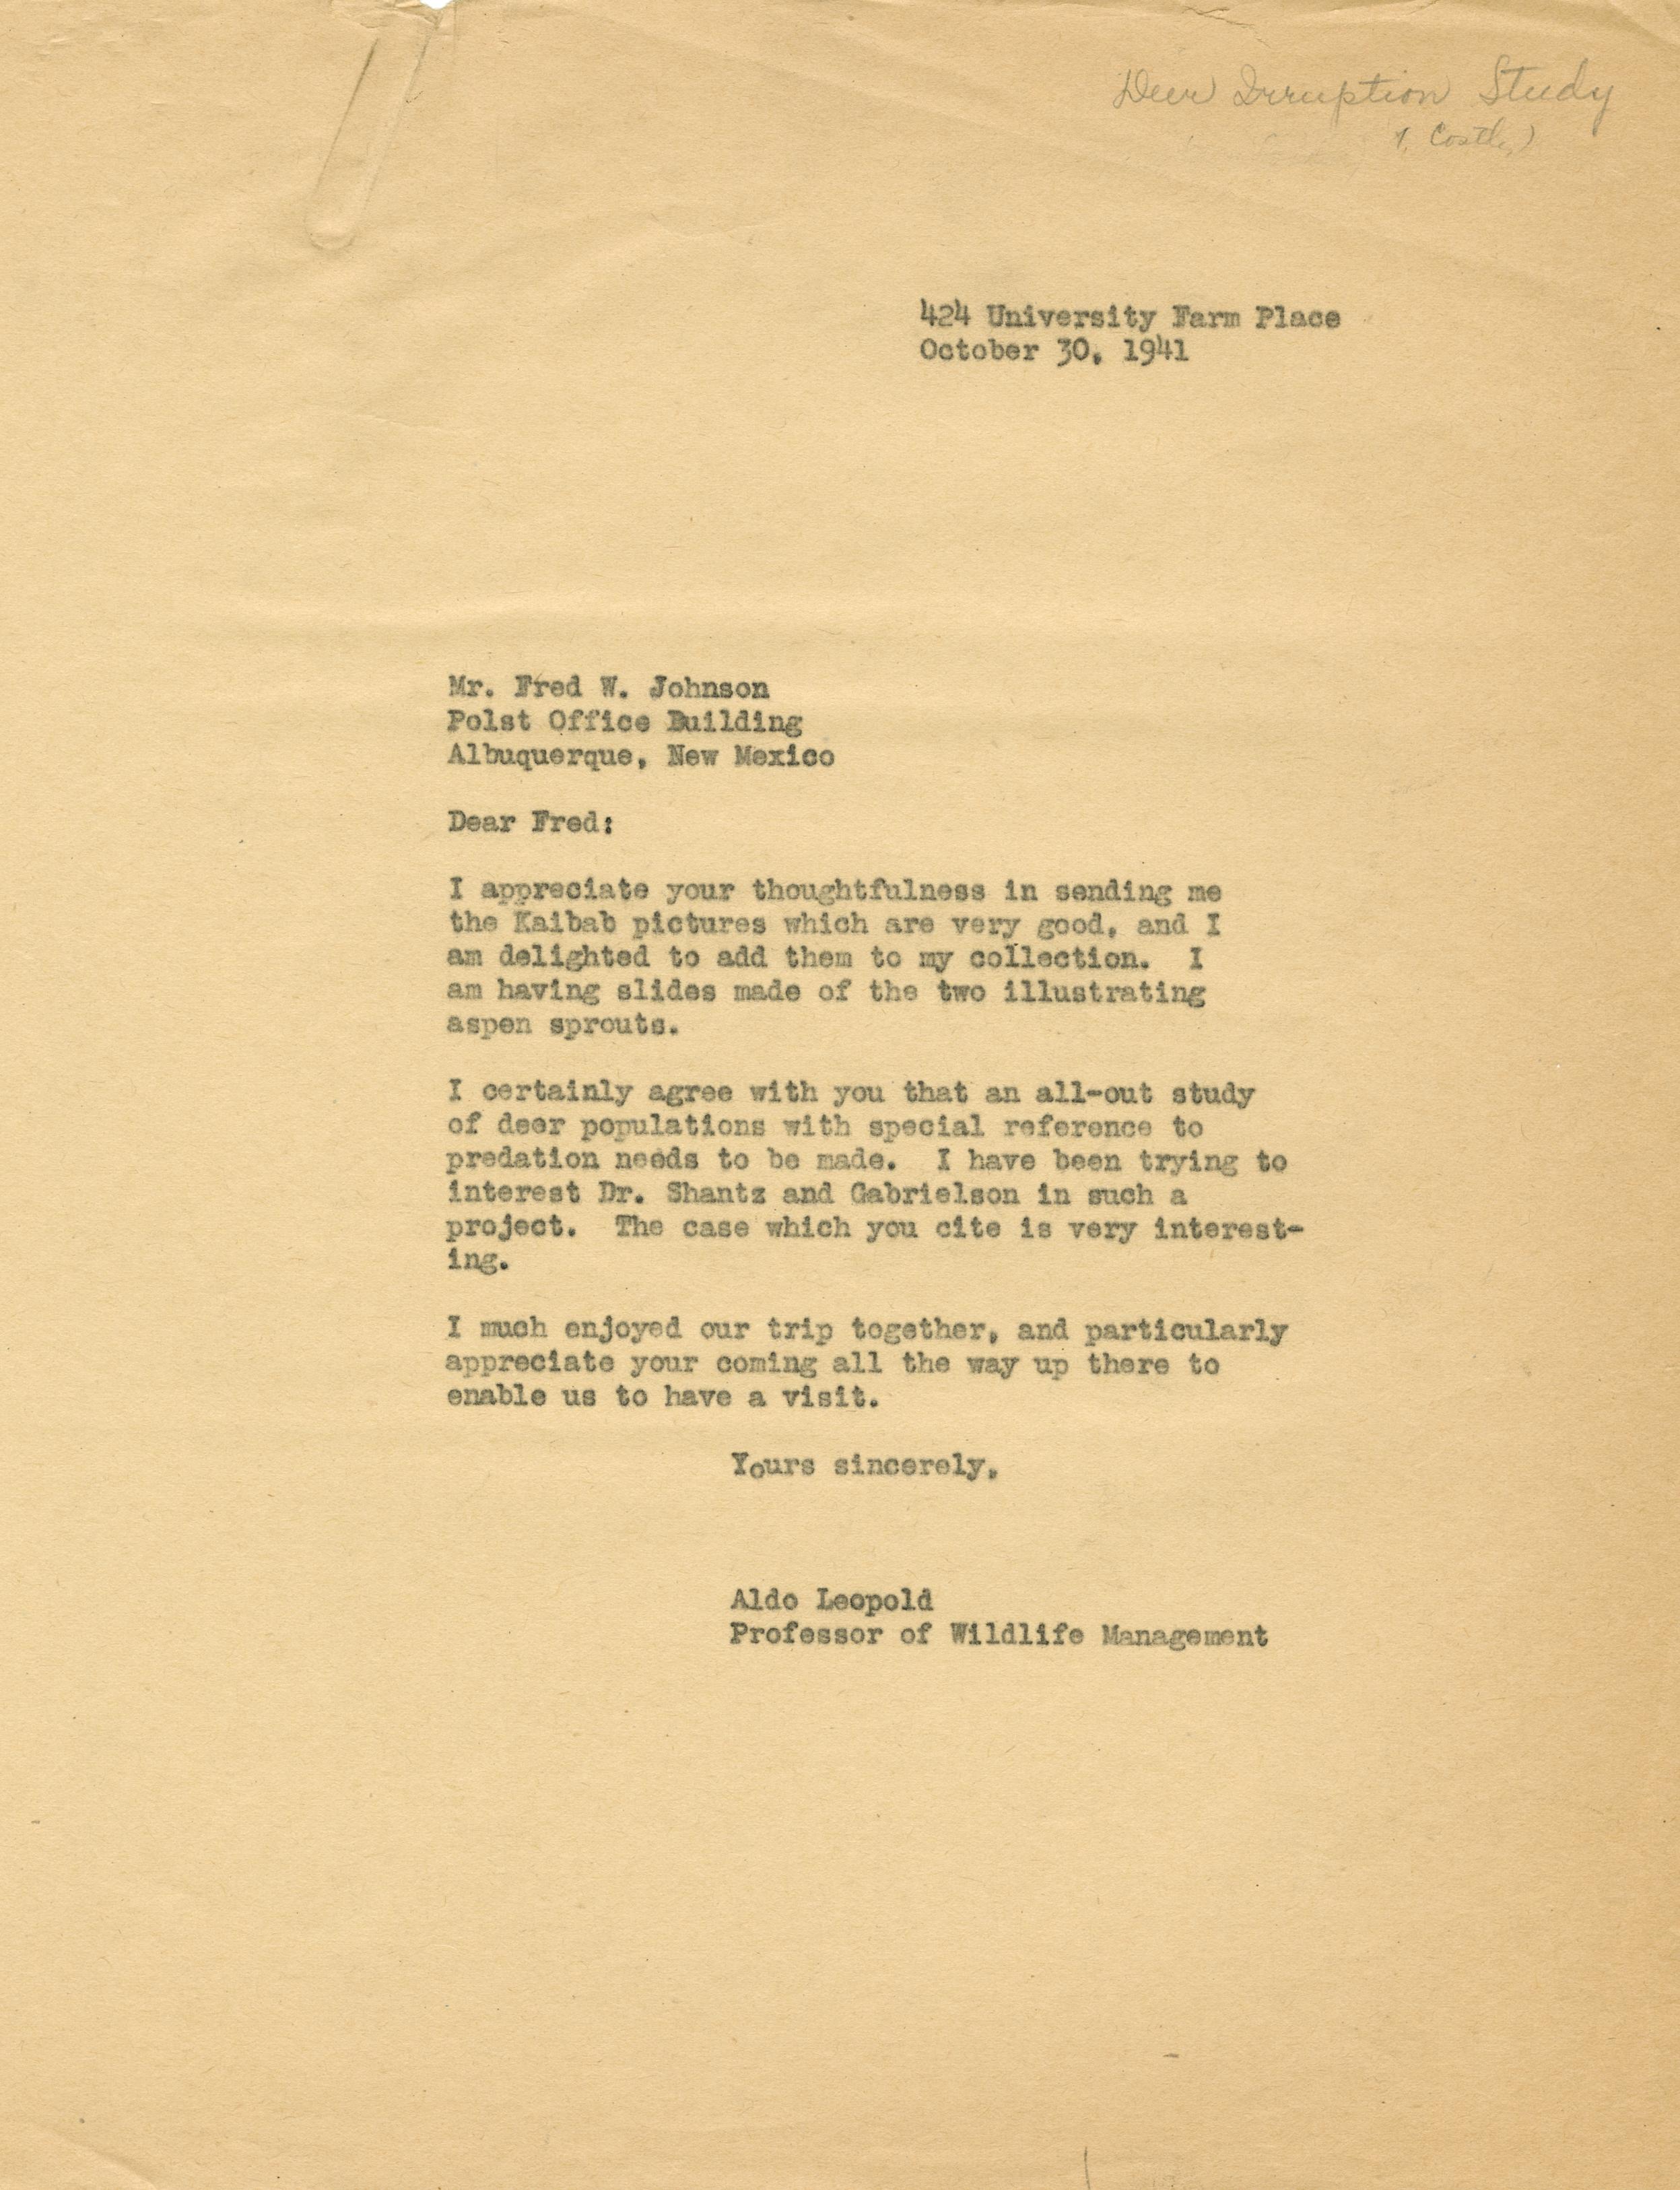 Deer Irruption Study
424 University Farm Place
October 30, 1941
Mr. Fred W. Johnson
Polst Office Building
Albuquerque, New Mexico
Dear Fred:
I appreciate your thoughtfulness in sending me
the Kaibab pictures which are very good, and I
am delighted to add them to my collection.  I
am having slides made of the two illustrating
aspen sprouts.
I certainly agree with you that an all-out study
of deer populations with special reference to
predation needs to be made.  I have been trying to
interest Dr. Shantz and Gabrielson in such a
project.  The case which you cite is very interest-
ing.
I much enjoyed our trip together, and particularly
appreciate your coming all the way up there to
enable us to have a visit.
Yours sincerely,
Aldo Leopold
Professor of Wildlife Management